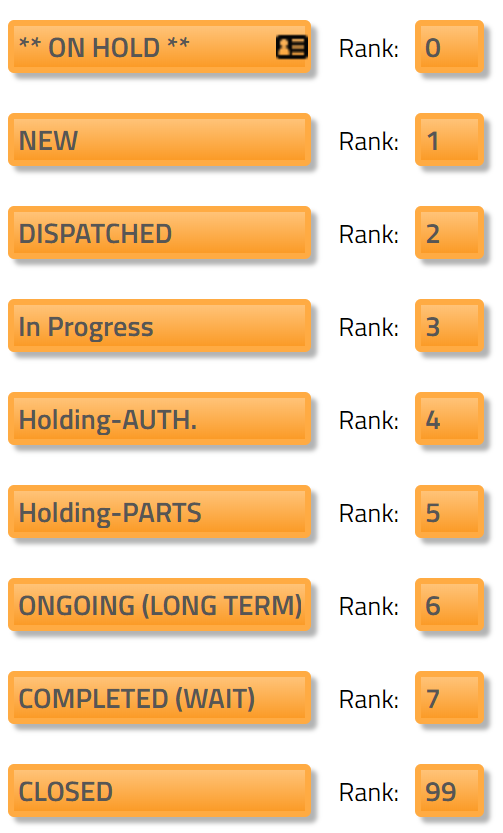 ** ON HOLD ** Rank: 0
NEW Rank: 1
DISPATCHED Rank: 2
In Progress Rank: 3
Holding-AUTH. Rank: 4
Holding-PARTS Rank: 5
ONGOING (LONG TERM) Rank: 6
COMPLETED (WAIT) Rank: 7
CLOSED Rank: 99